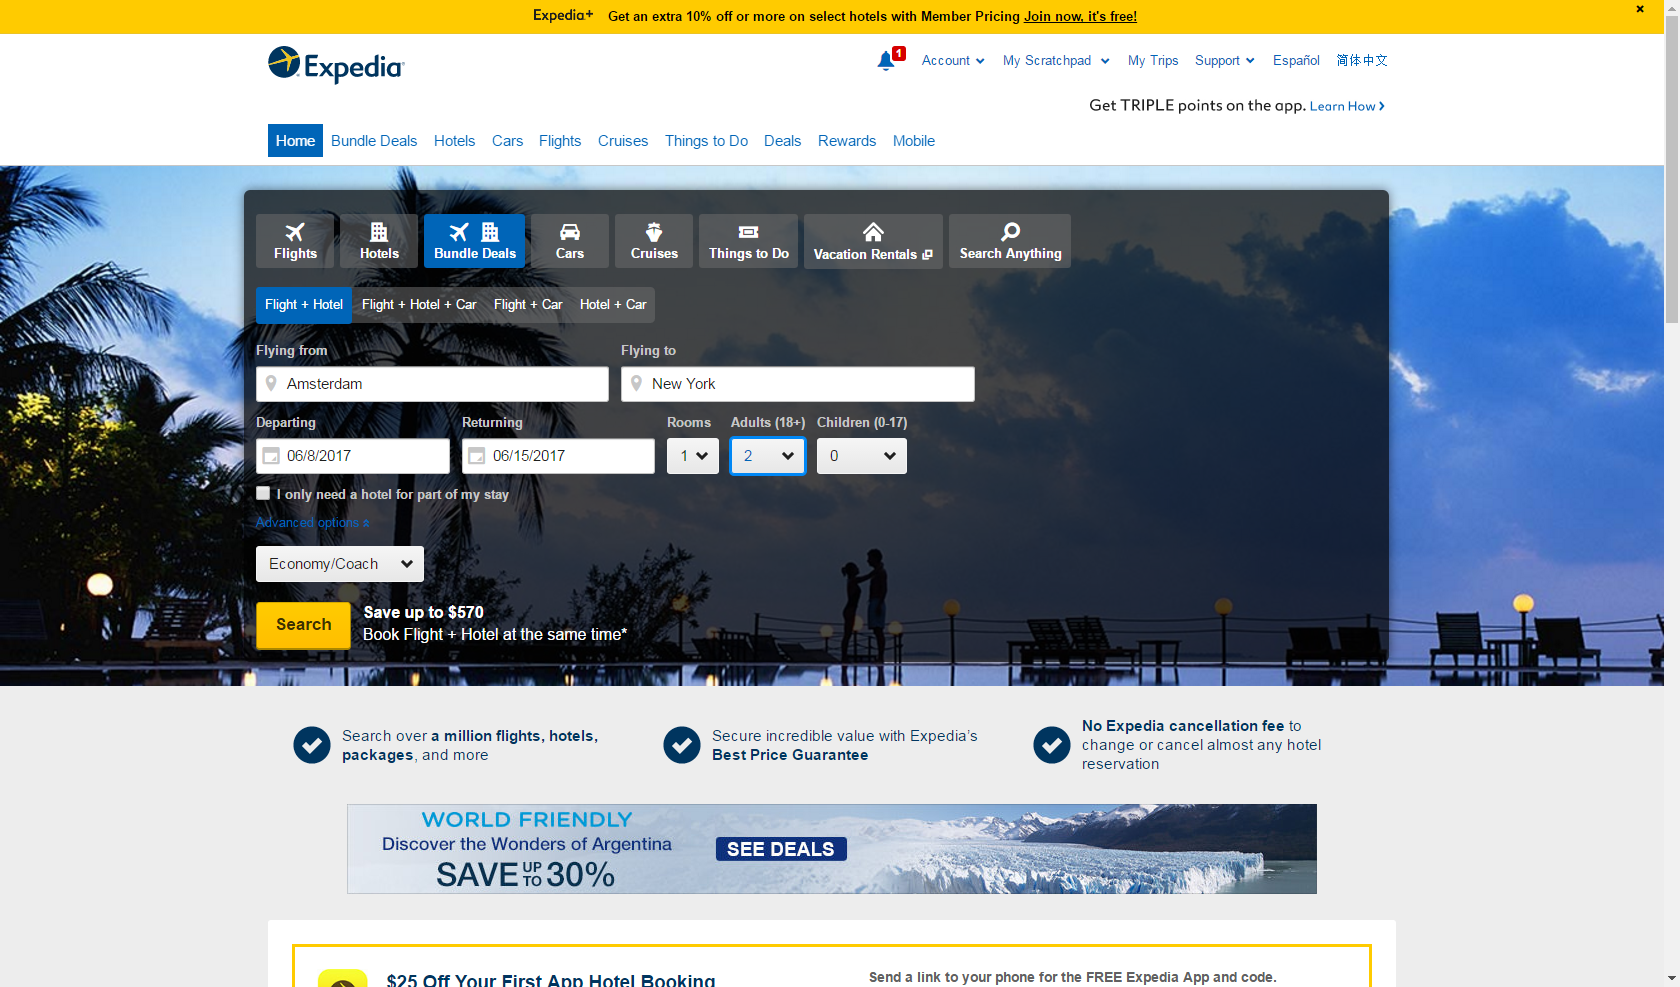 Expedia+ Get an extra 10% off or more on select hotels with Member Pricing Join now, it's free!
Expedia
1 Account My Scratchpad My Trips Support Español 简体中文
Get TRIPLE points on the app. Learn How
Home Bundle Deals Hotels Cars Flights Cruises Things to Do Deals Rewards Mobile
Flights Hotels Bundle Deals Cars Cruises Things to Do Vacation Rentals Search Anything
Flight + Hotel Flight + Hotel + Car Flight + Car Hotel + Car
Flying from Flying to
Amsterdam New York
Departing Returning Rooms Adults (18+) Children (0-17)
06/8/2017 06/15/2017 1 2 0
I only need a hotel for part of my stay
Advanced options
Economy/Coach
Search
Save up to $570
Book Flight + Hotel at the same time*
Search over a million flights, hotels,
packages, and more
Secure incredible value with Expedia's
Best Price Guarantee
No Expedia cancellation fee to
change or cancel almost any hotel
reservation
WORLD FRIENDLY
Discover the Wonders of Argentina
SAVE UP TO 30%
SEE DEALS
$25 Off Your First App Hotel Booking
Send a link to your phone for the FREE Expedia App and code.